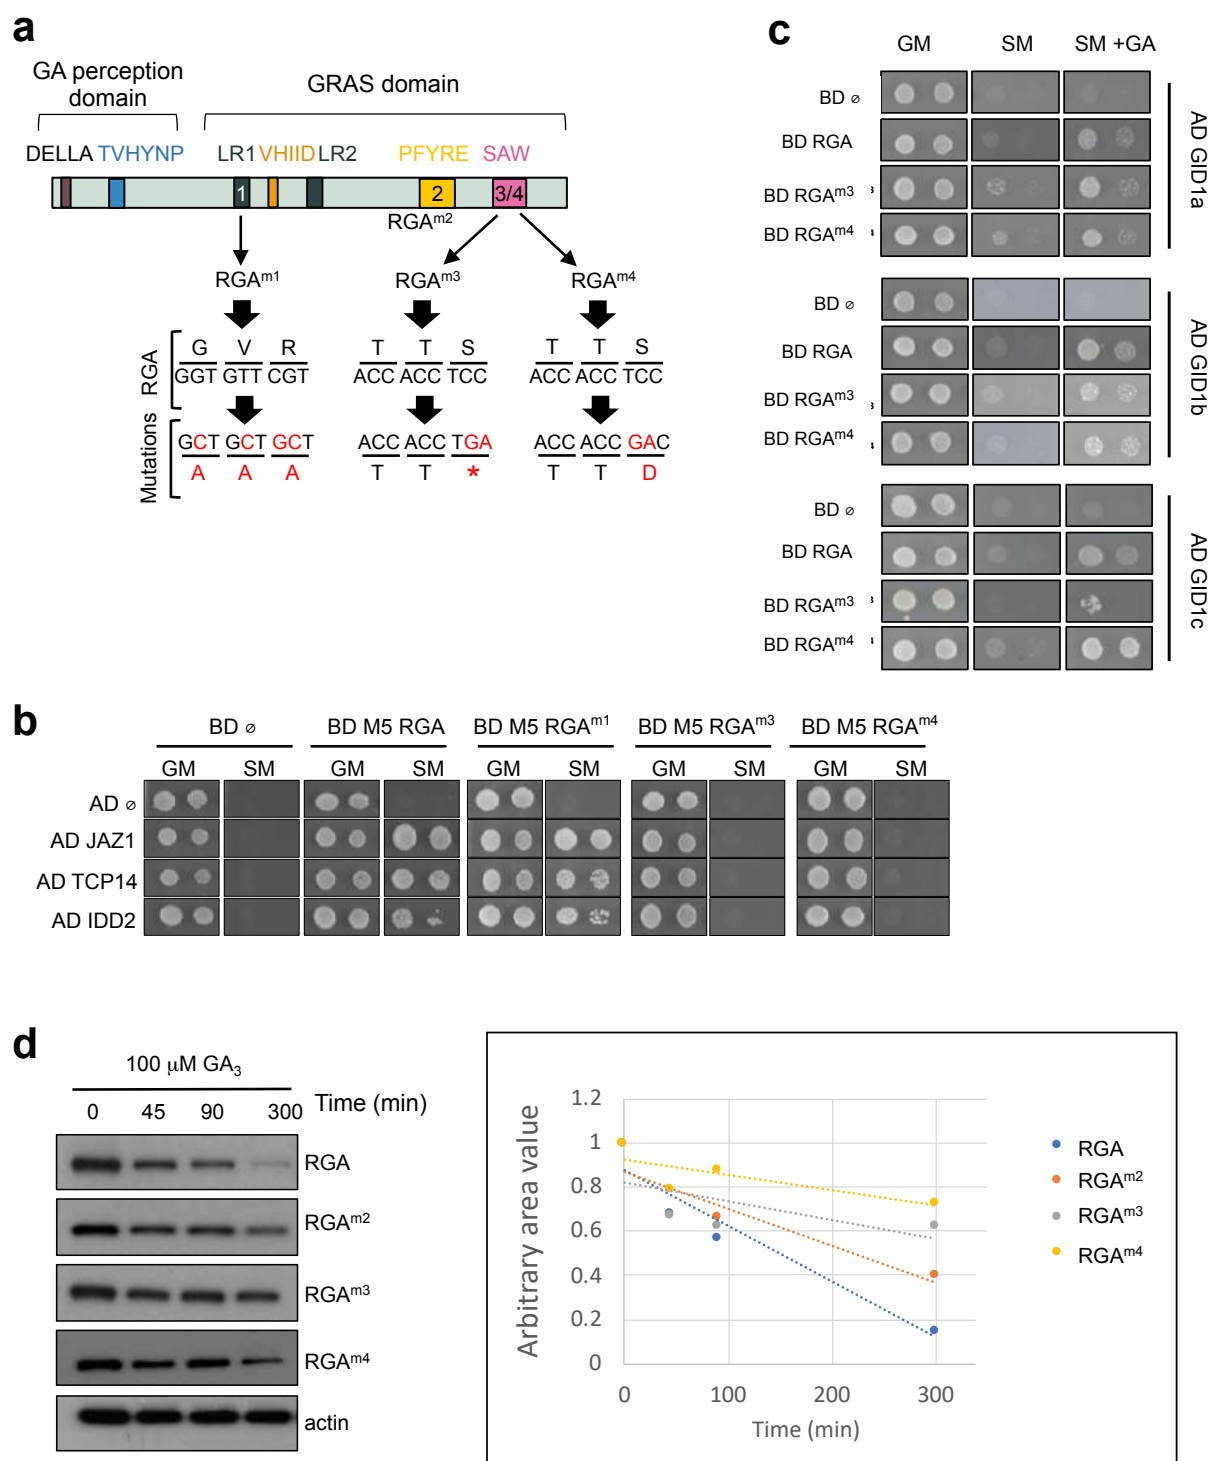 a
GA perception domain
GRAS domain
DELLA TVHYNP LR1 VHIID LR2 PFYRE SAW
1 2 3/4
RGAm2
RGAm1 RGAm3 RGAm4
RGA
G V R T T S T T S
GGT GTT CGT ACC ACC TCC ACC ACC TCC
Mutations
GCT GCT GCT ACC ACC TGA ACC ACC GAC
A A A T T * T T D
c
GM SM SM +GA
BD ø
BD RGA
BD RGAm3
BD RGAm4
AD GID1a
BD ø
BD RGA
BD RGAm3
BD RGAm4
AD GID1b
BD ø
BD RGA
BD RGAm3
BD RGAm4
AD GID1c
b
BD ø BD M5 RGA BD M5 RGAm1 BD M5 RGAm3 BD M5 RGAm4
GM SM GM SM GM SM GM SM GM SM
AD ø
AD JAZ1
AD TCP14
AD IDD2
d
100 μM GA3
0 45 90 300 Time (min)
RGA
RGAm2
RGAm3
RGAm4
actin
Arbitrary area value
1.2
1
0.8
0.6
0.4
0.2
0
0 100 200 300
Time (min)
RGA
RGAm2
RGAm3
RGAm4